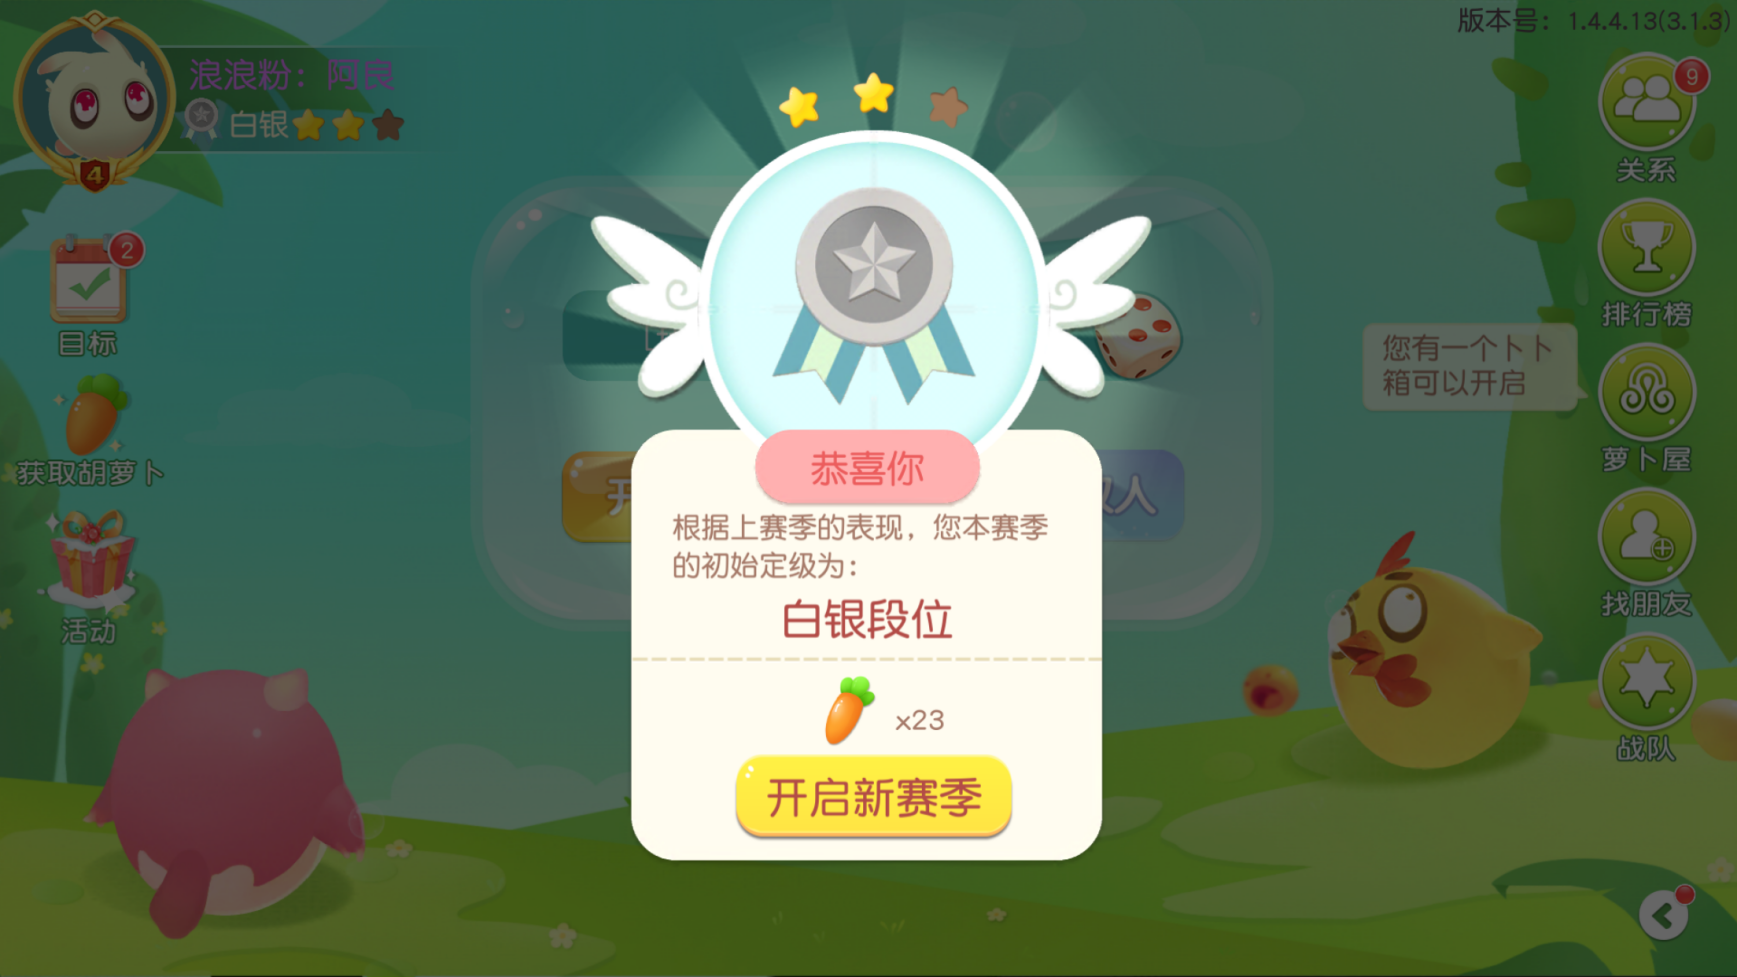 版本号：1.4.4.13(3.1.3)
浪浪粉：阿良
白银
4
9
关系
2
目标
排行榜
您有一个卜卜
箱可以开启
获取胡萝卜
萝卜屋
开
双人
恭喜你
根据上赛季的表现，您本赛季
的初始定级为：
白银段位
找朋友
活动
x23
战队
开启新赛季